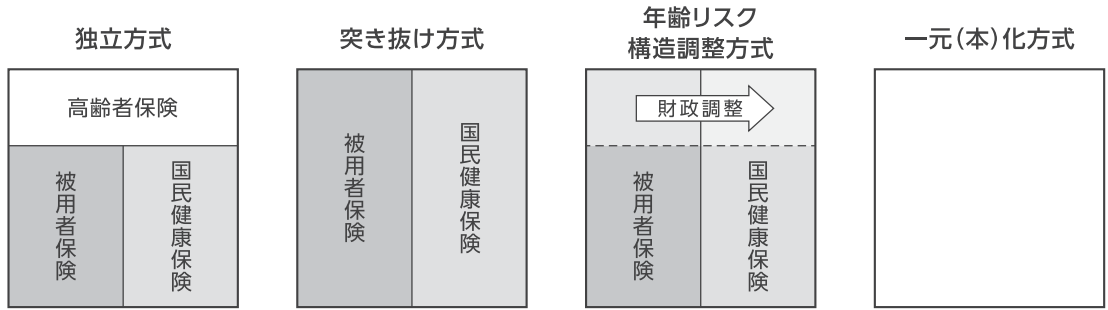 独立方式
高齢者保険
被用者保険
国民健康保険
突き抜け方式
被用者保険
国民健康保険
年齢リスク
構造調整方式
財政調整
被用者保険
国民健康保険
一元（本）化方式